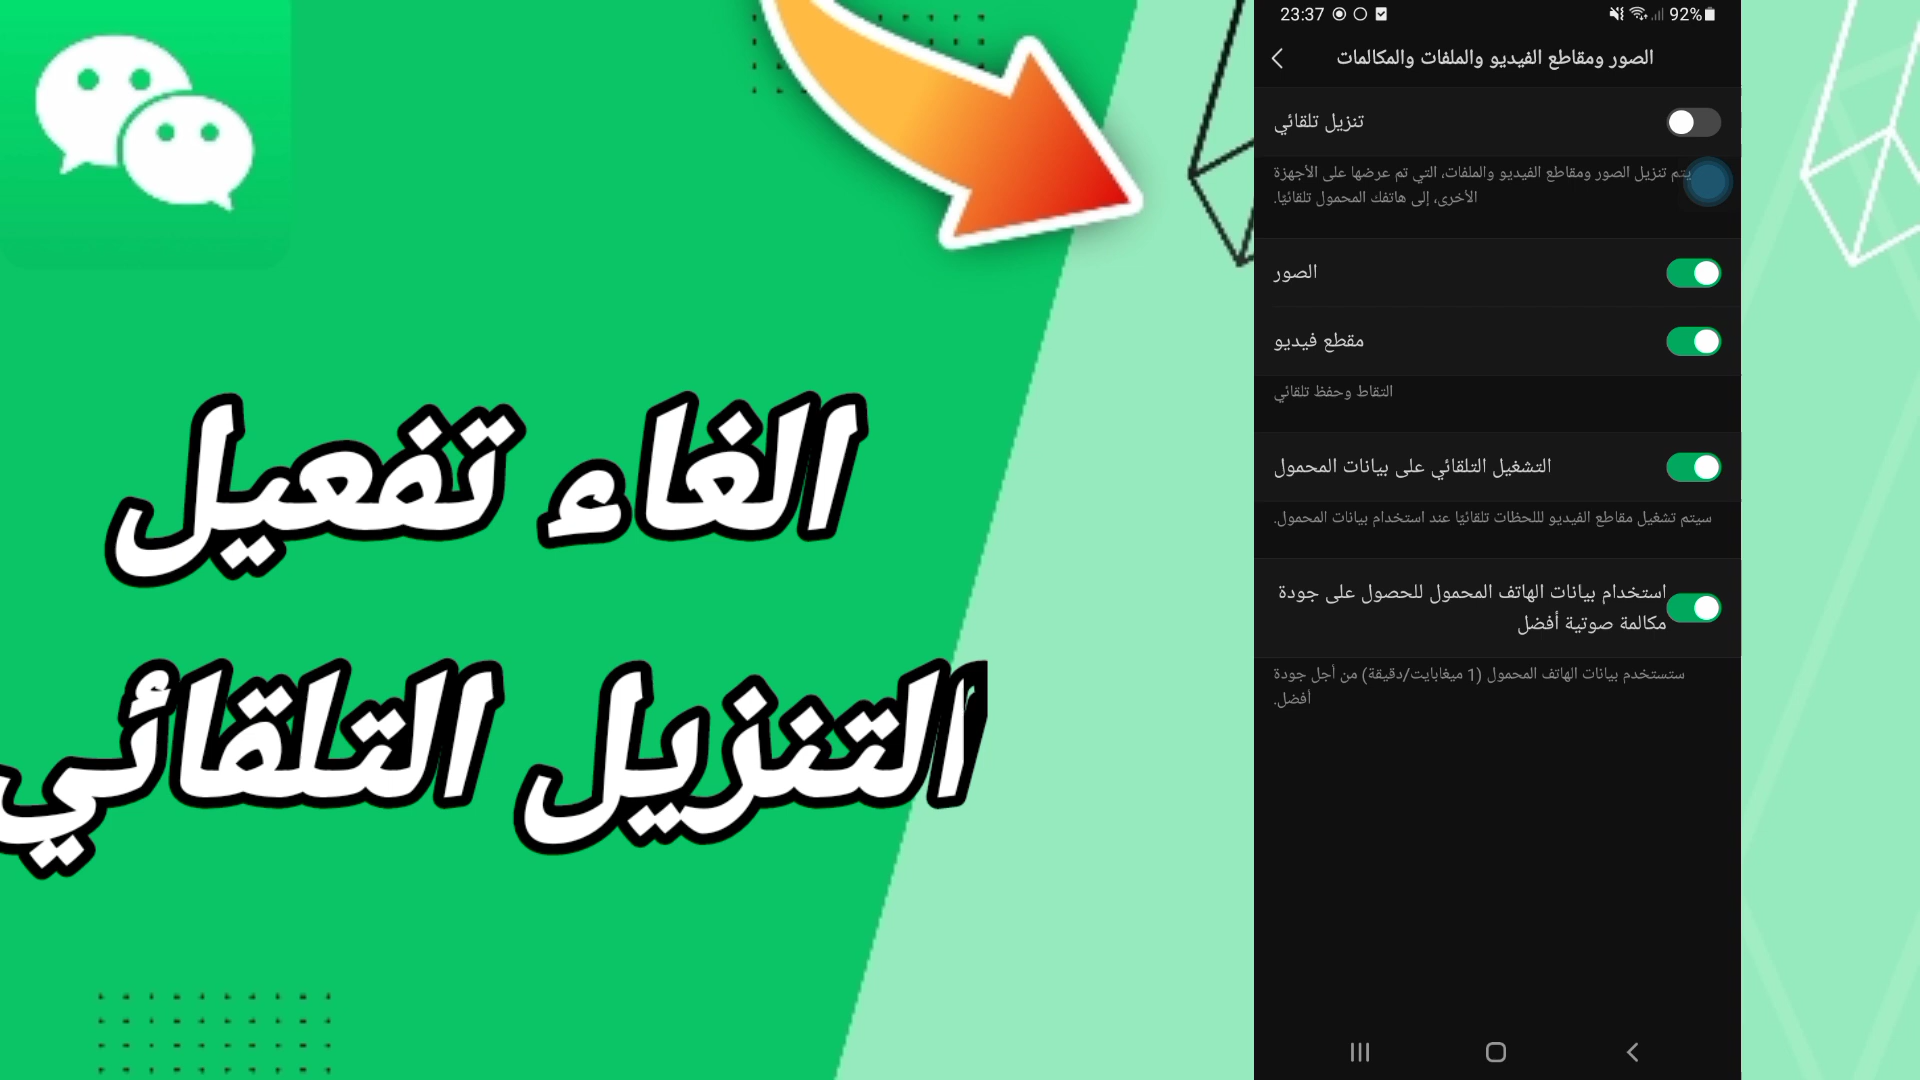 الغاء تفعيل
التنزيل التلقائي
23:37
92%
الصور ومقاطع الفيديو والملفات والمكالمات
تنزيل تلقائي
يتم تنزيل الصور ومقاطع الفيديو والملفات، التي تم عرضها على الأجهزة
الأخرى، إلى هاتفك المحمول تلقائيًا.
الصور
مقطع فيديو
التقاط وحفظ تلقائي
التشغيل التلقائي على بيانات المحمول
سيتم تشغيل مقاطع الفيديو لللحظات تلقائيًا عند استخدام بيانات المحمول.
استخدام بيانات الهاتف المحمول للحصول على جودة
مكالمة صوتية أفضل
ستستخدم بيانات الهاتف المحمول (1 ميغابايت/دقيقة) من أجل جودة
أفضل.